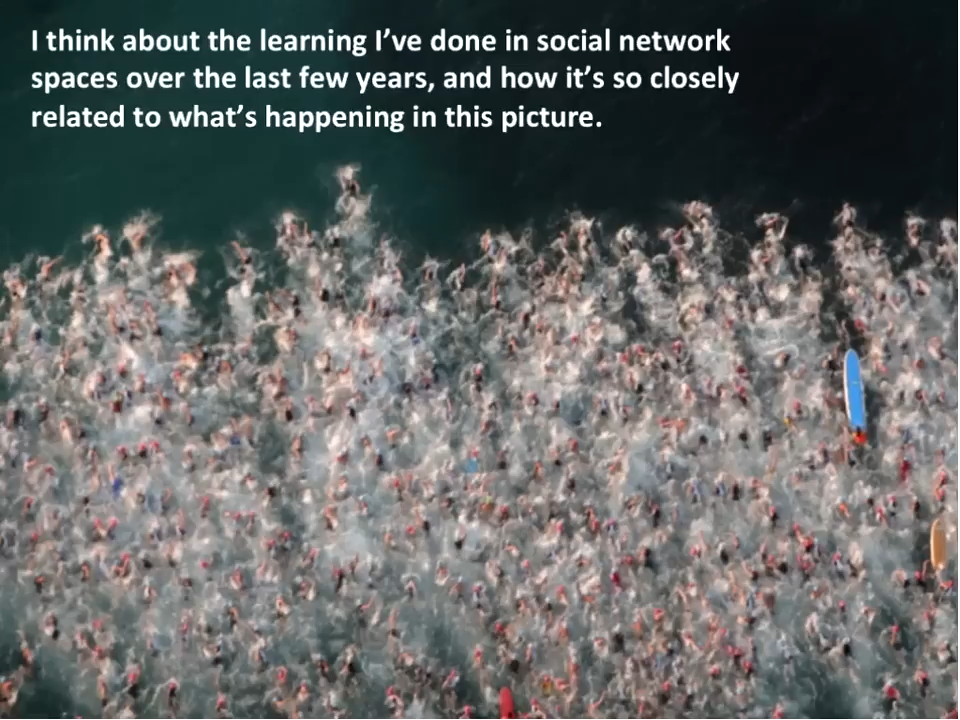 I think about the learning I’ve done in social network
spaces over the last few years, and how it’s so closely
related to what’s happening in this picture.